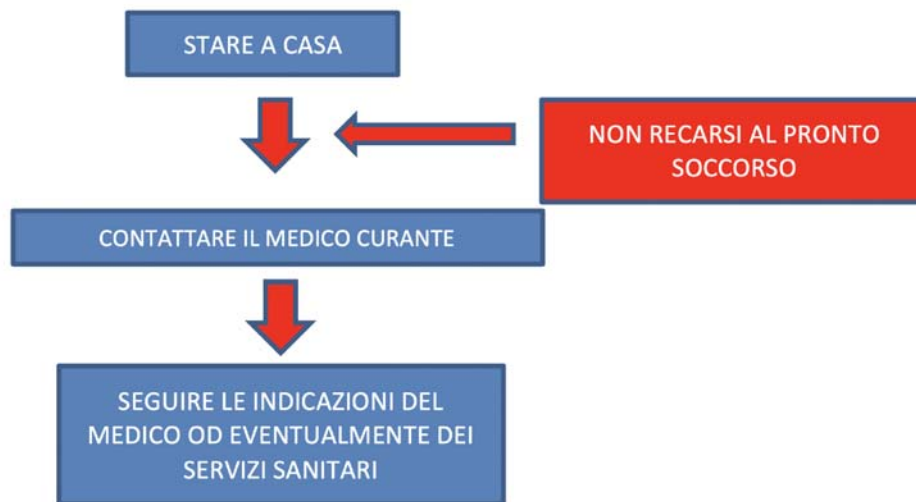 STARE A CASA
NON RECARSI AL PRONTO
SOCCORSO
CONTATTARE IL MEDICO CURANTE
SEGUIRE LE INDICAZIONI DEL
MEDICO OD EVENTUALMENTE DEI
SERVIZI SANITARI